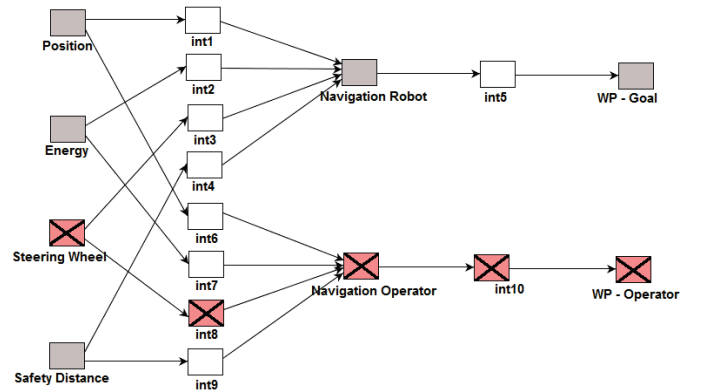 Position
int1
int2
Navigation Robot
int5
WP - Goal
Energy
int3
int4
Steering Wheel
int6
int7
Navigation Operator
int10
WP - Operator
int8
Safety Distance
int9